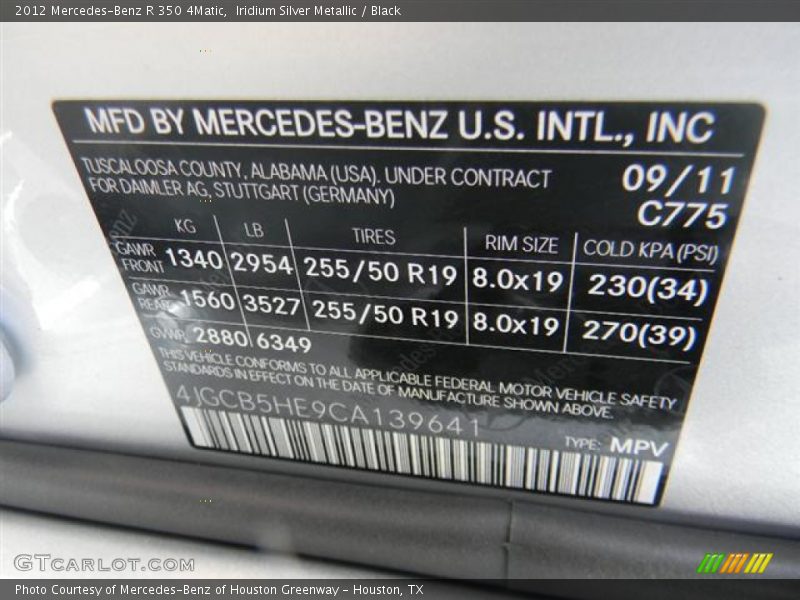 2012 Mercedes-Benz R 350 4Matic,  Iridium Silver Metallic / Black
MFD BY MERCEDES-BENZ U.S. INTL., INC
TUSCALOOSA COUNTY, ALABAMA (USA), UNDER CONTRACT
FOR DAIMLER AG, STUTTGART (GERMANY)
09/11
C775
KG LB TIRES RIM SIZE COLD KPA (PSI)
GAWR FRONT 1340 2954 255/50 R19 8.0x19 230(34)
GAWR REAR 1560 3527 255/50 R19 8.0x19 270(39)
GVWR 2880 6349
THIS VEHICLE CONFORMS TO ALL APPLICABLE FEDERAL MOTOR VEHICLE SAFETY
STANDARDS IN EFFECT ON THE DATE OF MANUFACTURE SHOWN ABOVE.
4JGCB5HE9CA139641
TYPE: MPV
GTCARLOT.COM
Photo Courtesy of Mercedes-Benz of Houston Greenway - Houston, TX